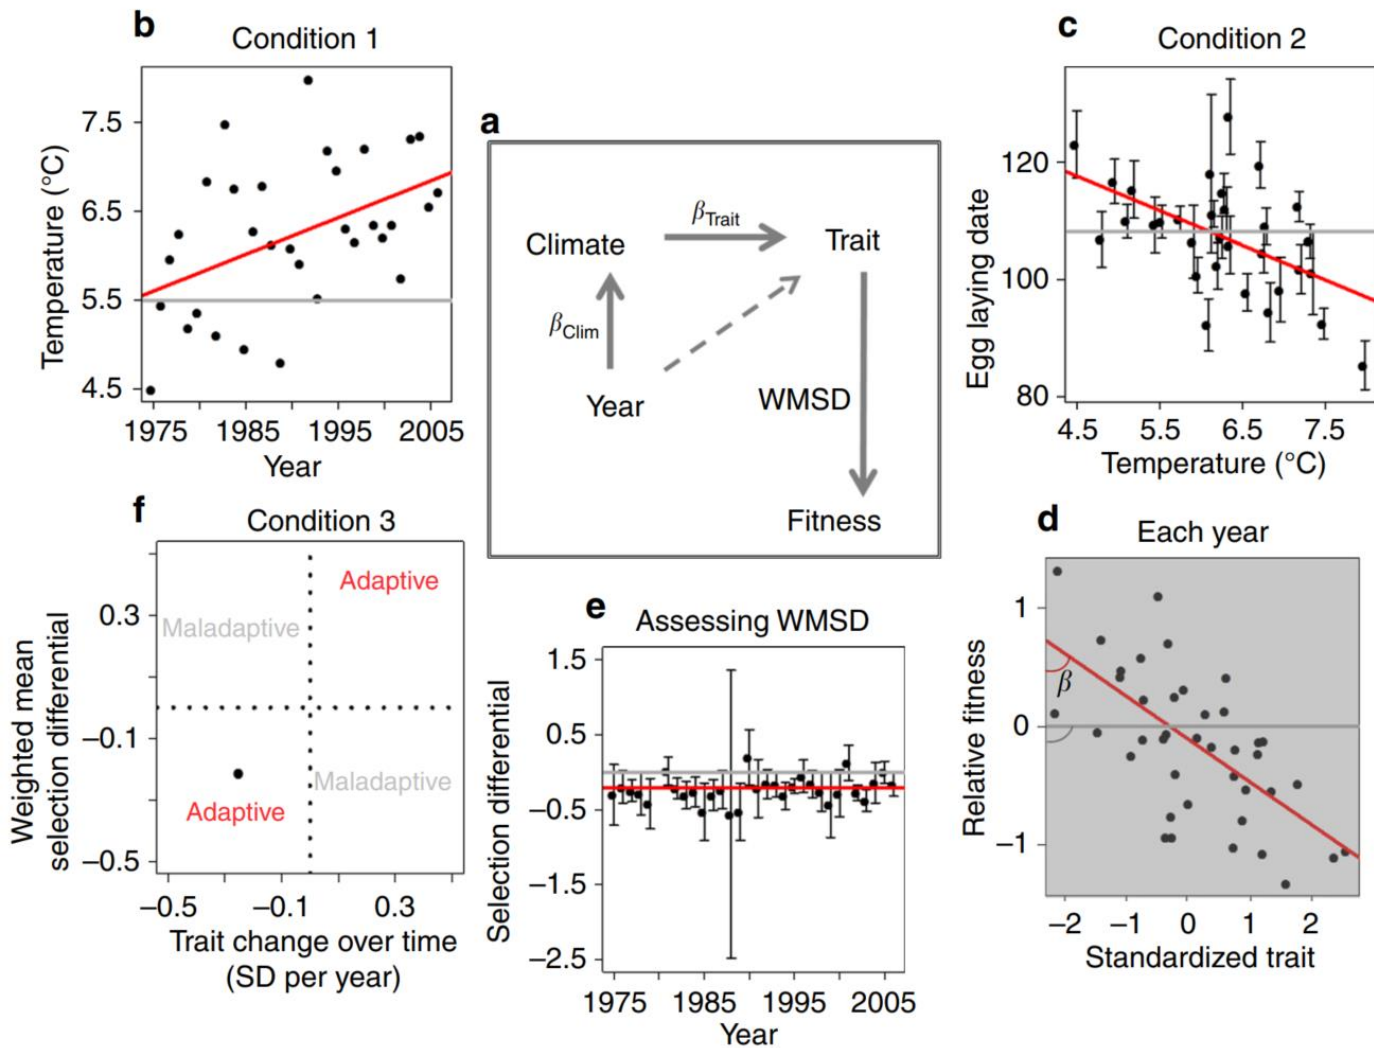 b
Condition 1
Temperature (°C)
7.5
6.5
5.5
4.5
1975 1985 1995 2005
Year
a
Climate
βTrait
Trait
βClim
Year
WMSD
Fitness
c
Condition 2
Egg laying date
120
100
80
4.5 5.5 6.5 7.5
Temperature (°C)
f
Condition 3
Weighted mean
selection differential
0.3
−0.1
−0.5
Adaptive
Maladaptive
Maladaptive
Adaptive
−0.5 −0.1 0.3
Trait change over time
(SD per year)
e
Assessing WMSD
Selection differential
1.5
0.5
−0.5
−1.5
−2.5
1975 1985 1995 2005
Year
d
Each year
Relative fitness
1
0
−1
β
−2 −1 0 1 2
Standardized trait